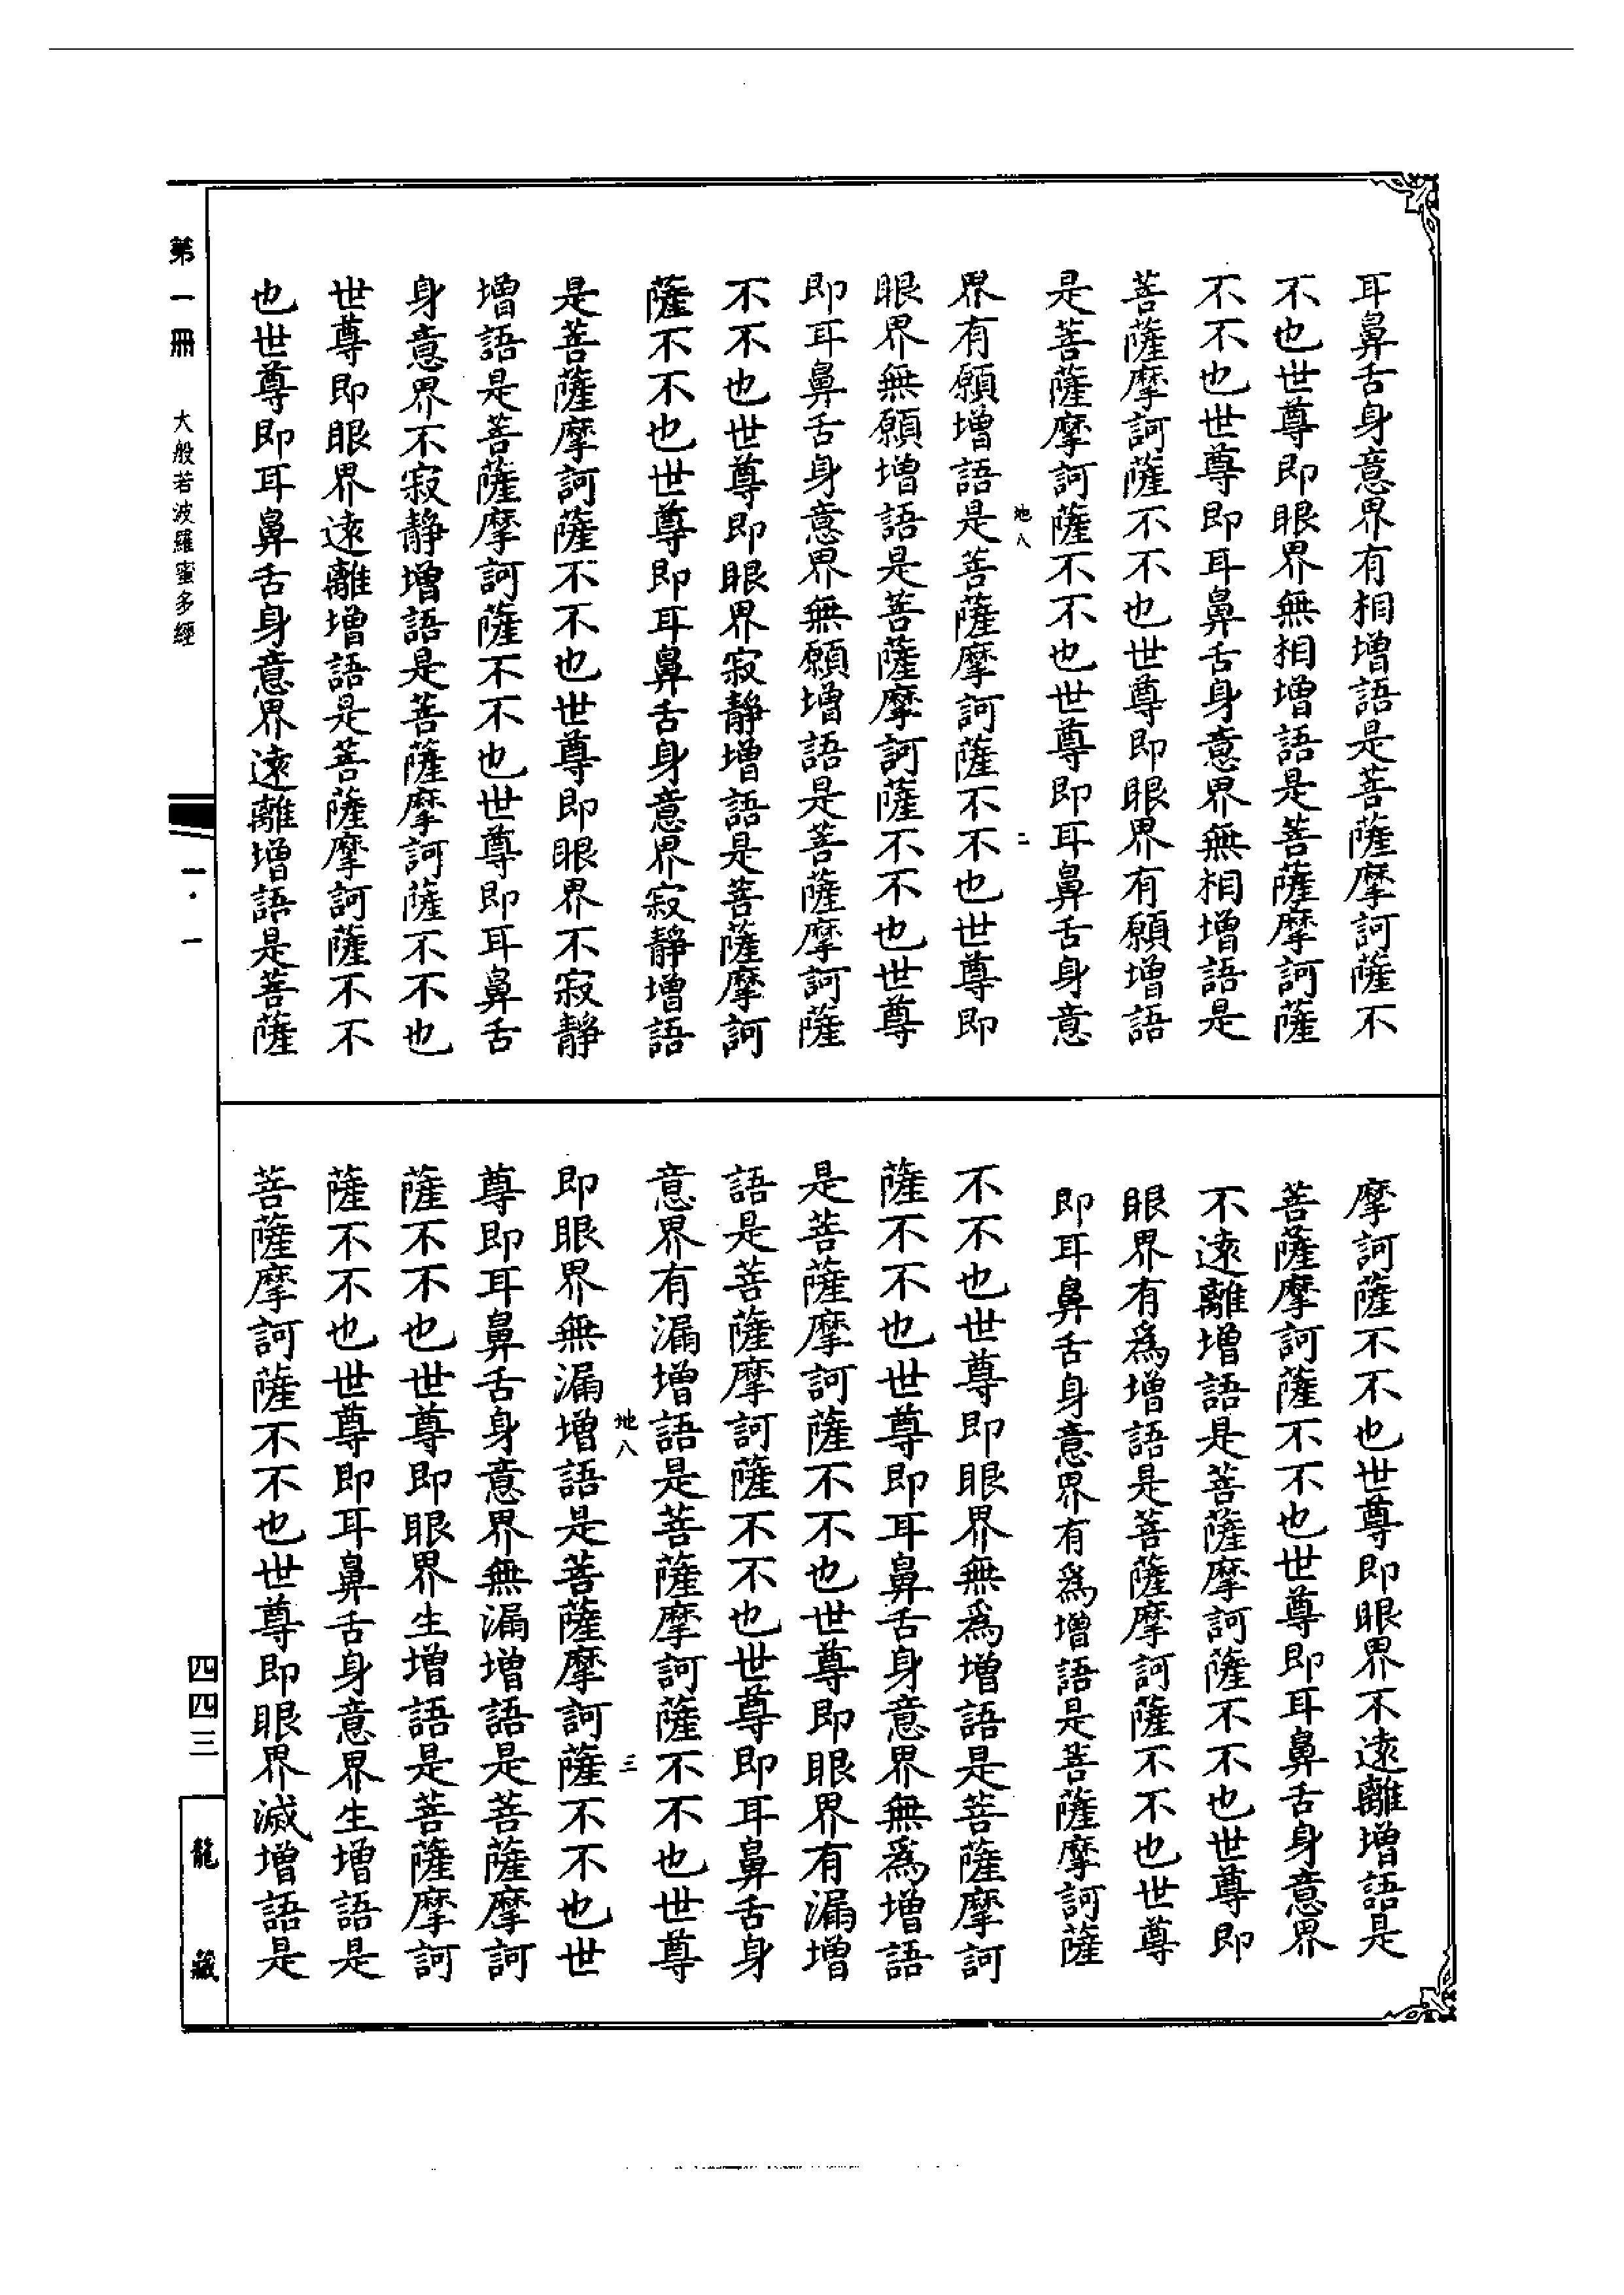 耳鼻舌身意界有相增語是菩薩摩訶薩不
不也世尊即眼界無相增語是菩薩摩訶薩
不不也世尊即耳鼻舌身意界無相增語是
菩薩摩訶薩不不也世尊即眼界有願增語
是菩薩摩訶薩不不也世尊即耳鼻舌身意
地八 二
界有願增語是菩薩摩訶薩不不也世尊即
眼界無願增語是菩薩摩訶薩不不也世尊
即耳鼻舌身意界無願增語是菩薩摩訶薩
不不也世尊即眼界寂靜增語是菩薩摩訶
薩不不也世尊即耳鼻舌身意界寂靜增語
是菩薩摩訶薩不不也世尊即眼界不寂靜
增語是菩薩摩訶薩不不也世尊即耳鼻舌
身意界不寂靜增語是菩薩摩訶薩不不也
世尊即眼界遠離增語是菩薩摩訶薩不不
也世尊即耳鼻舌身意界遠離增語是菩薩
摩訶薩不不也世尊即眼界不遠離增語是
菩薩摩訶薩不不也世尊即耳鼻舌身意界
不遠離增語是菩薩摩訶薩不不也世尊即
眼界有為增語是菩薩摩訶薩不不也世尊
即耳鼻舌身意界有為增語是菩薩摩訶薩
不不也世尊即眼界無為增語是菩薩摩訶
薩不不也世尊即耳鼻舌身意界無為增語
是菩薩摩訶薩不不也世尊即眼界有漏增
語是菩薩摩訶薩不不也世尊即耳鼻舌身
意界有漏增語是菩薩摩訶薩不不也世尊
地八 三
即眼界無漏增語是菩薩摩訶薩不不也世
尊即耳鼻舌身意界無漏增語是菩薩摩訶
薩不不也世尊即眼界生增語是菩薩摩訶
薩不不也世尊即耳鼻舌身意界生增語是
菩薩摩訶薩不不也世尊即眼界滅增語是
第一冊 大般若波羅蜜多經 一·一
四四三
龍藏